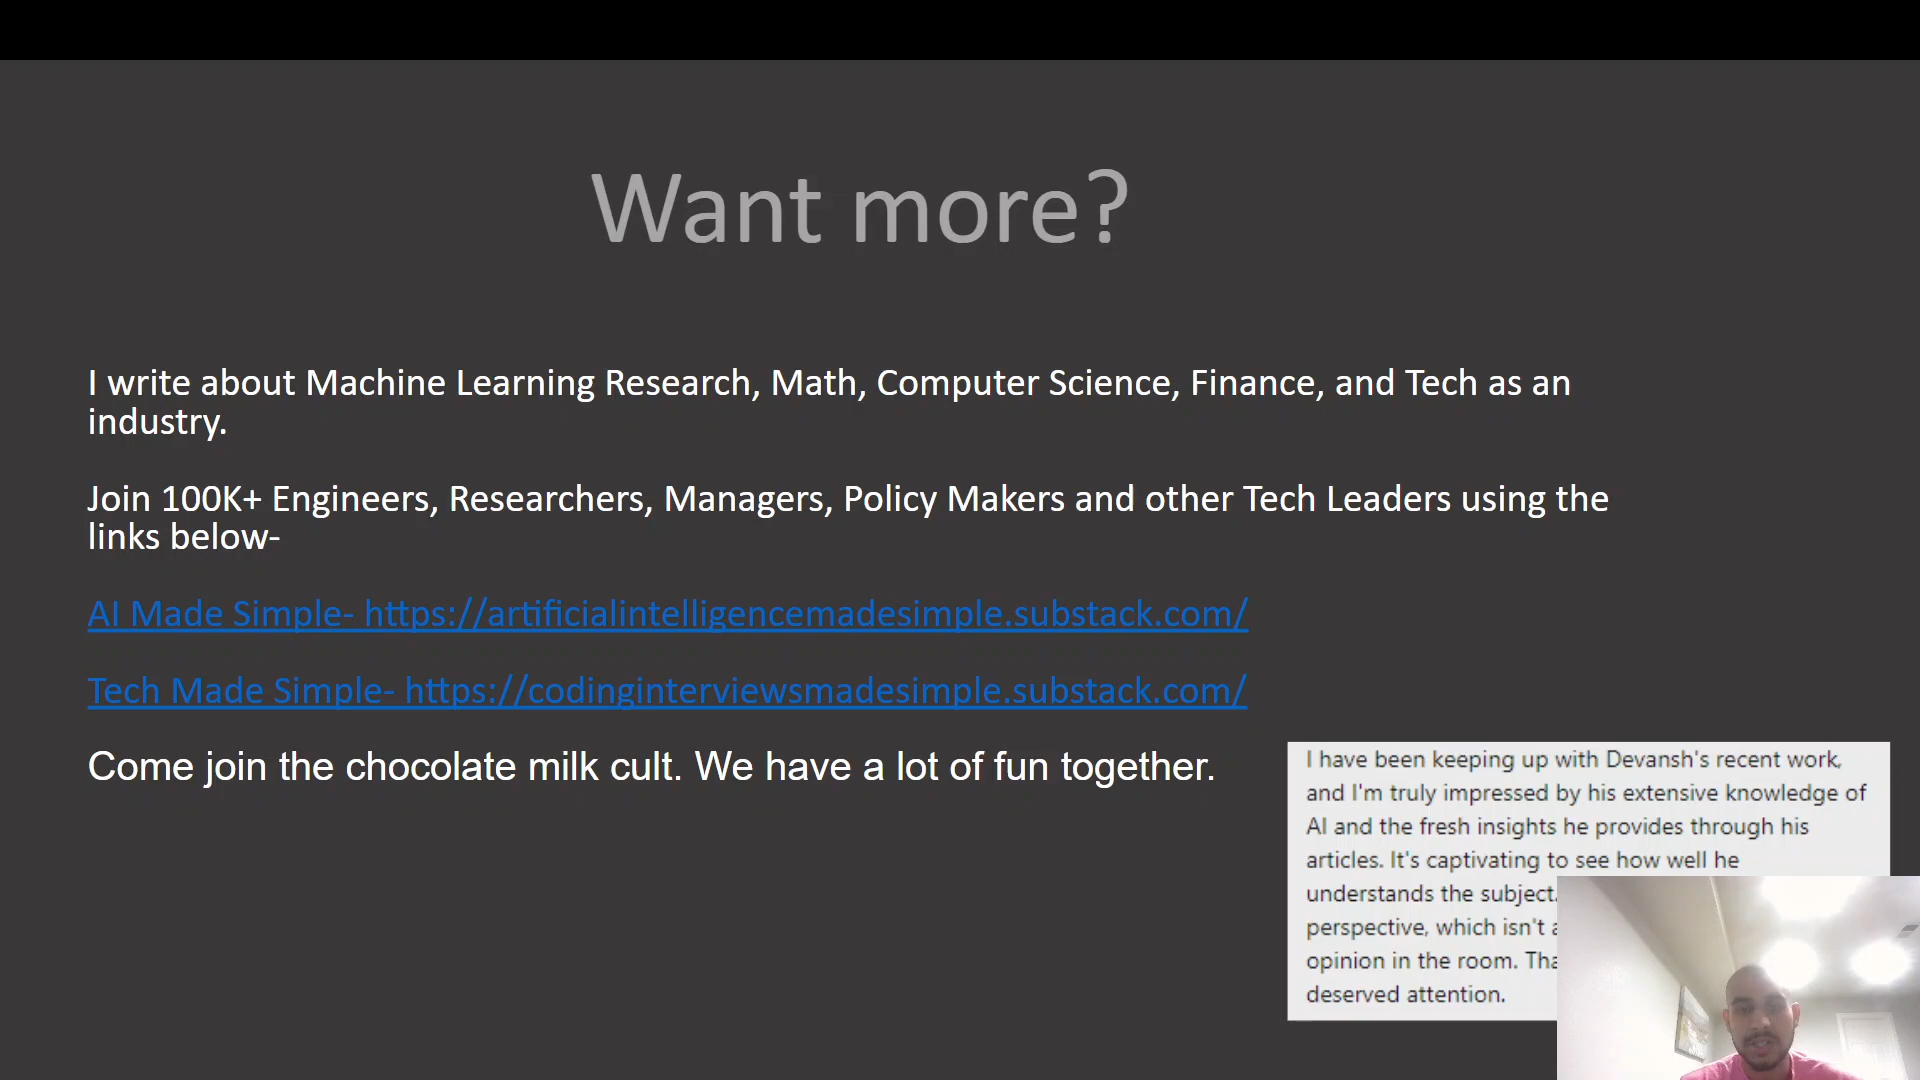 Want more?
I write about Machine Learning Research, Math, Computer Science, Finance, and Tech as an
industry.
Join 100K+ Engineers, Researchers, Managers, Policy Makers and other Tech Leaders using the
links below-
AI Made Simple- https://artificialintelligencemadesimple.substack.com/
Tech Made Simple- https://codinginterviewsmadesimple.substack.com/
Come join the chocolate milk cult. We have a lot of fun together.
I have been keeping up with Devansh's recent work,
and I'm truly impressed by his extensive knowledge of
AI and the fresh insights he provides through his
articles. It's captivating to see how well he
understands the subject.
perspective, which isn't
opinion in the room.
deserved attention.